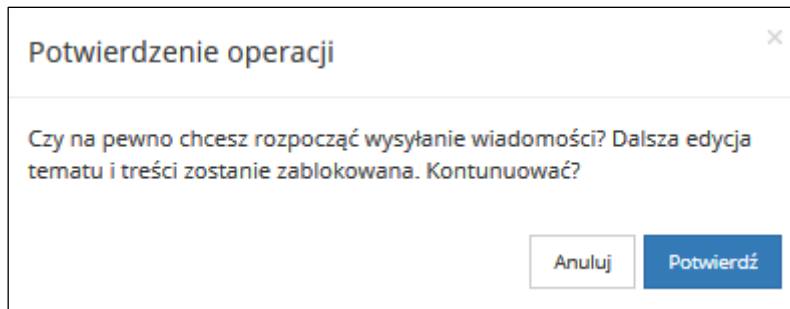 Potwierdzenie operacji
Czy na pewno chcesz rozpocząć wysyłanie wiadomości? Dalsza edycja
tematu i treści zostanie zablokowana. Kontunuować?
Anuluj
Potwierdź